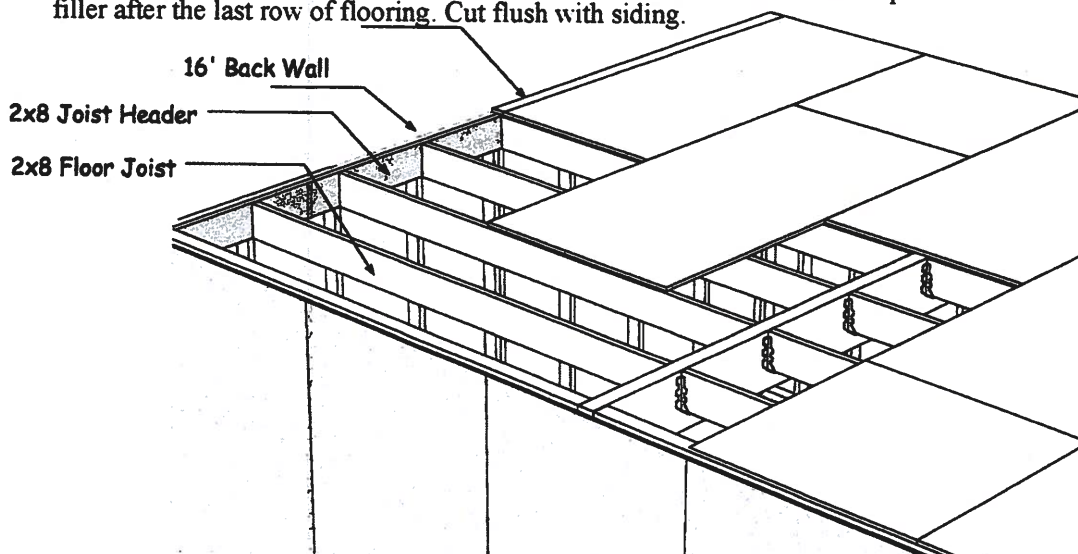 filler after the last row of flooring. Cut flush with siding.
16' Back Wall
2x8 Joist Header
2x8 Floor Joist